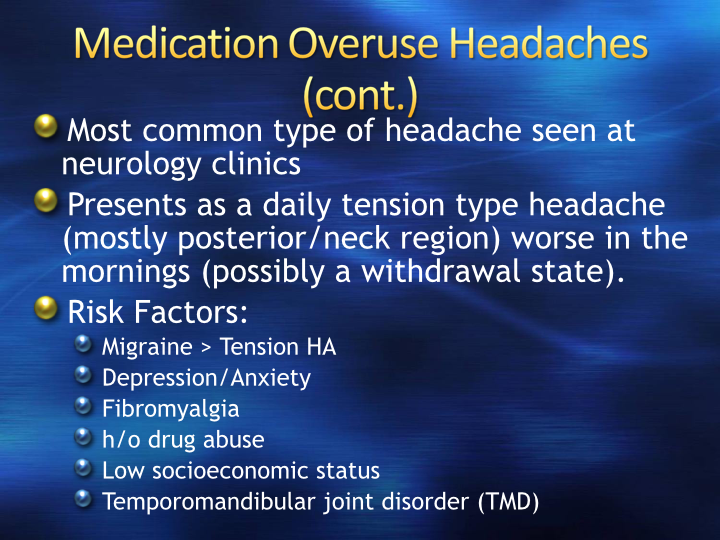 Medication Overuse Headaches
(cont.)
Most common type of headache seen at
neurology clinics
Presents as a daily tension type headache
(mostly posterior/neck region) worse in the
mornings (possibly a withdrawal state).
Risk Factors:
Migraine > Tension HA
Depression/Anxiety
Fibromyalgia
h/o drug abuse
Low socioeconomic status
Temporomandibular joint disorder (TMD)